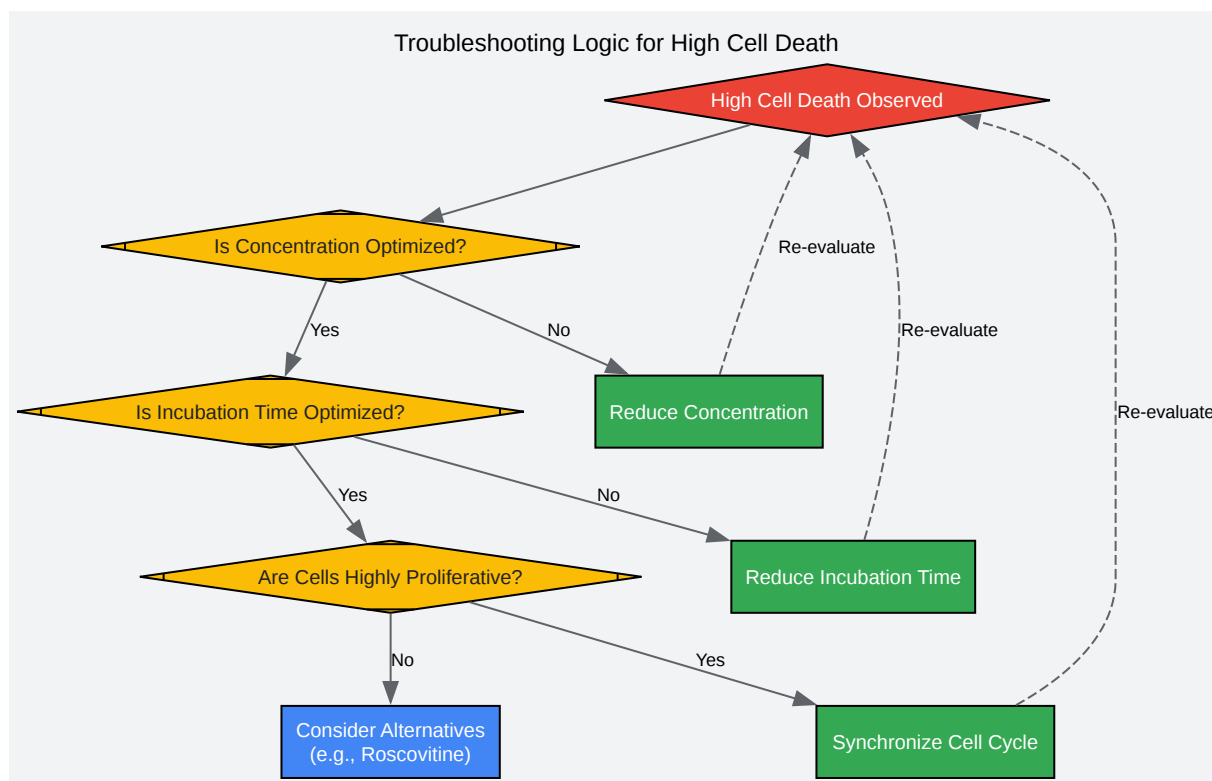 Troubleshooting Logic for High Cell Death
High Cell Death Observed
Is Concentration Optimized?
Re-evaluate
Yes
No
Re-evaluate
Is Incubation Time Optimized?
Reduce Concentration
Re-evaluate
Yes
No
Are Cells Highly Proliferative?
Reduce Incubation Time
No
Yes
Consider Alternatives
(e.g., Roscovitine)
Synchronize Cell Cycle